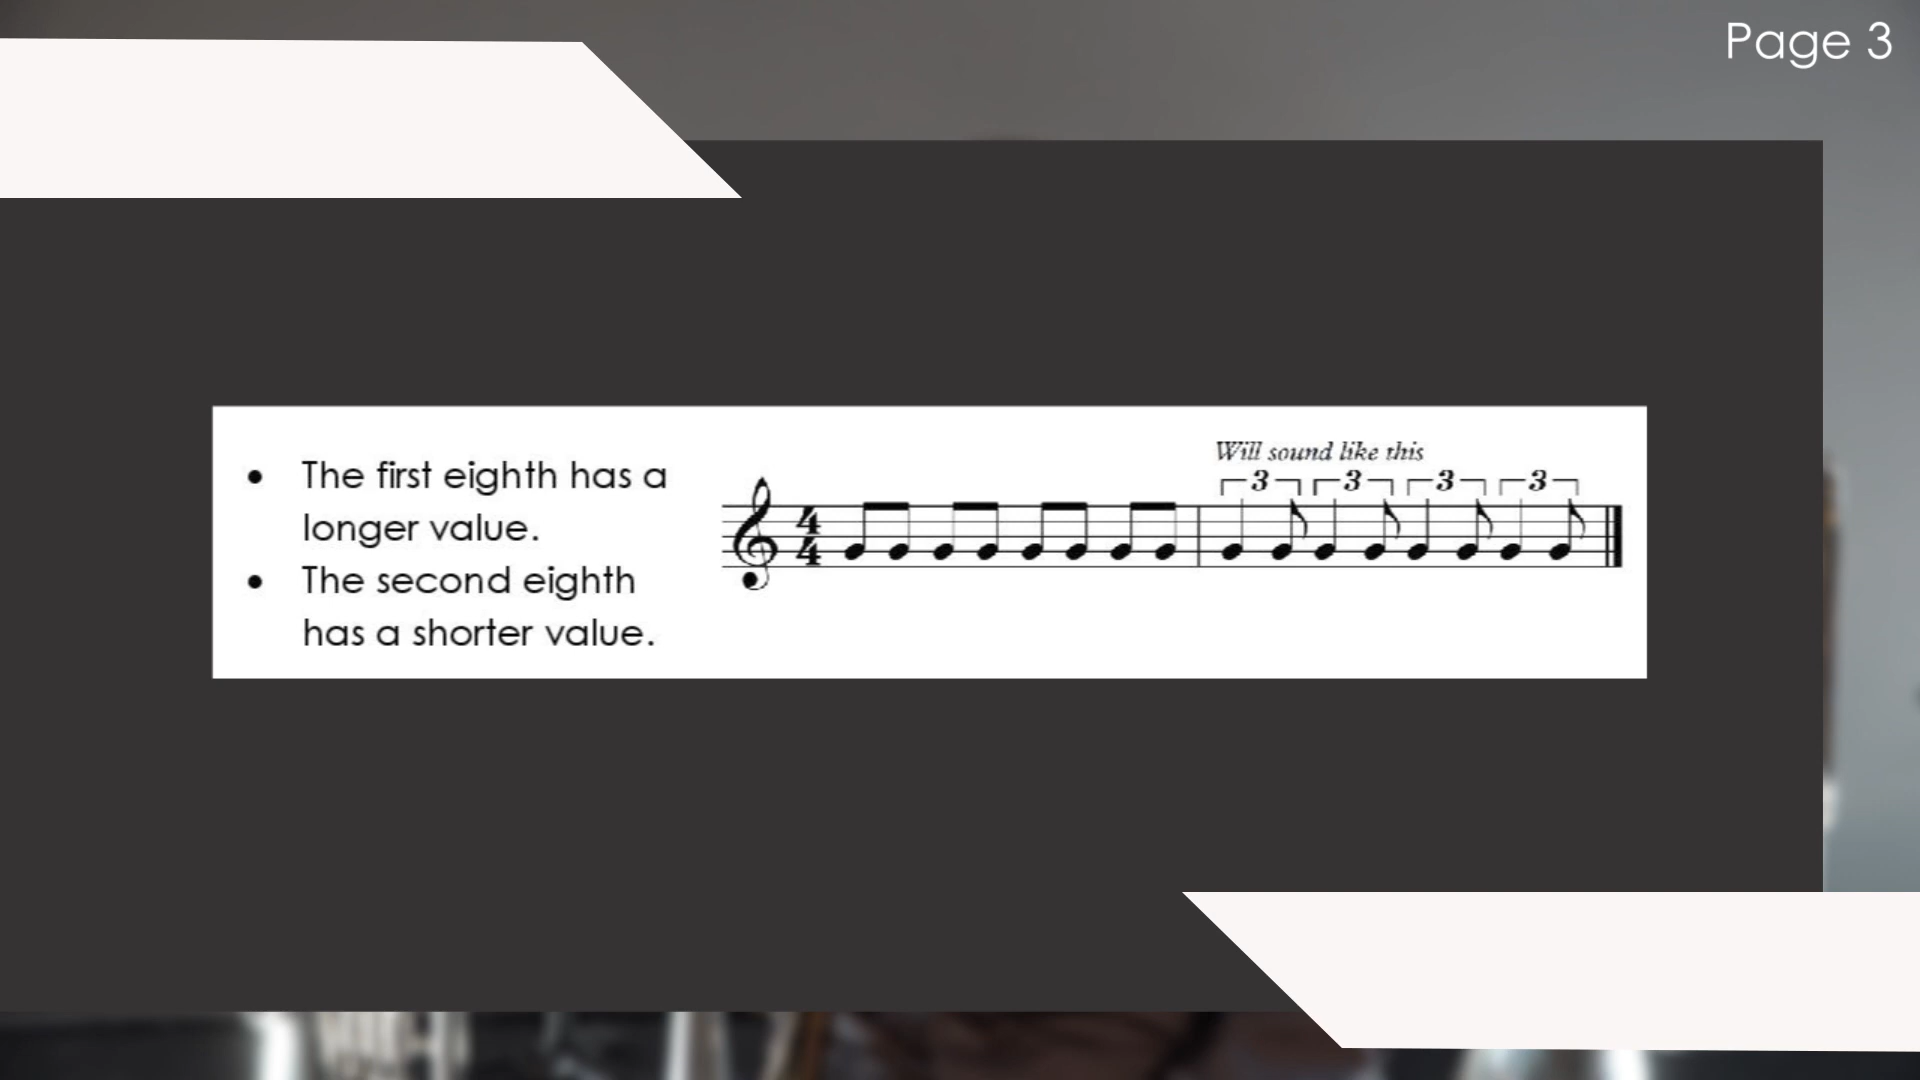 Page 3
• The first eighth has a
longer value.
• The second eighth
has a shorter value.
Will sound like this
3 3 3 3
4
4